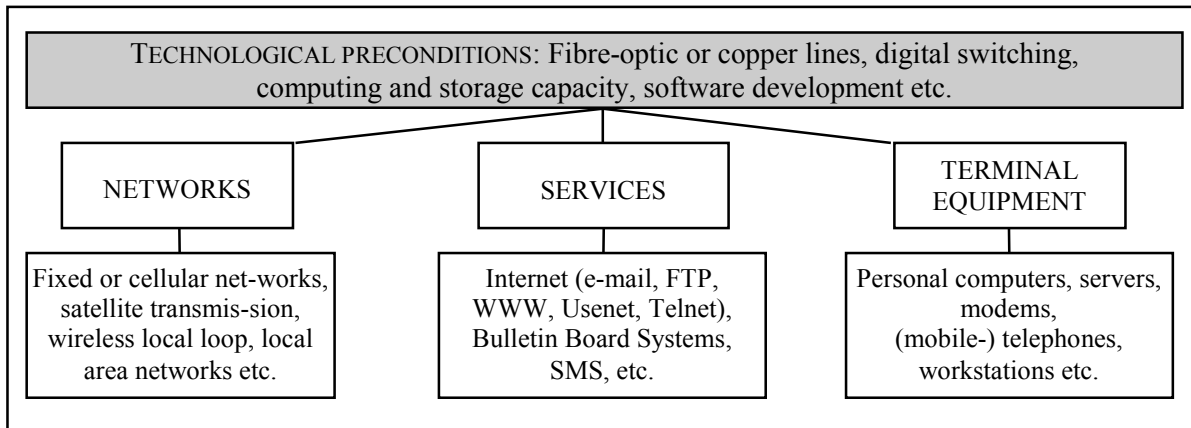 TECHNOLOGICAL PRECONDITIONS: Fibre-optic or copper lines, digital switching,
computing and storage capacity, software development etc.
NETWORKS
SERVICES
TERMINAL
EQUIPMENT
Fixed or cellular net-works,
satellite transmis-sion,
wireless local loop, local
area networks etc.
Internet (e-mail, FTP,
WWW, Usenet, Telnet),
Bulletin Board Systems,
SMS, etc.
Personal computers, servers,
modems,
(mobile-) telephones,
workstations etc.